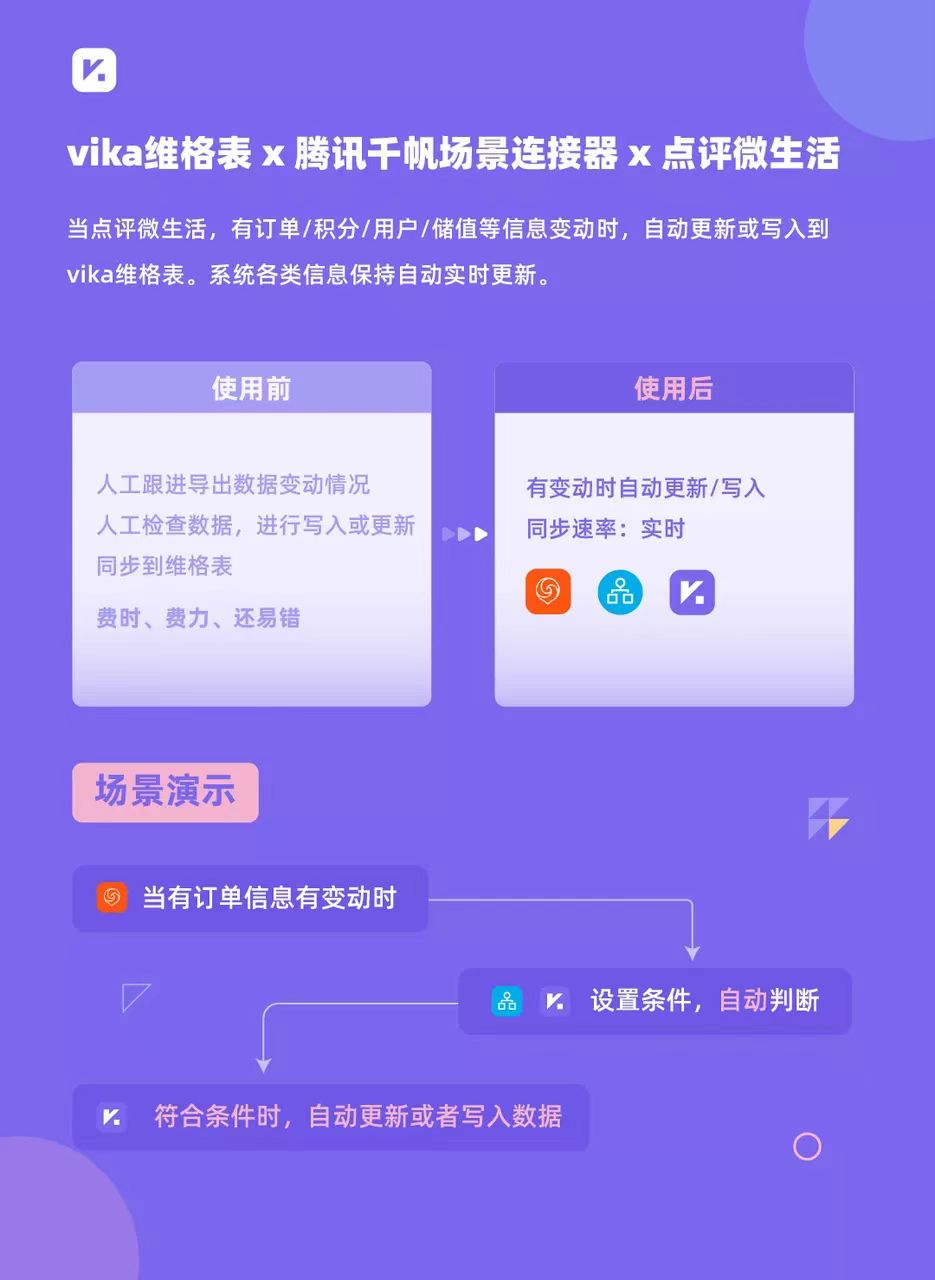 vika维格表 x 腾讯千帆场景连接器 x 点评微生活
当点评微生活，有订单/积分/用户/储值等信息变动时，自动更新或写入到
vika维格表。系统各类信息保持自动实时更新。
使用前
人工跟进导出数据变动情况
人工检查数据，进行写入或更新
同步到维格表
费时、费力、还易错
使用后
有变动时自动更新/写入
同步速率：实时
场景演示
当有订单信息有变动时
设置条件，自动判断
符合条件时，自动更新或者写入数据